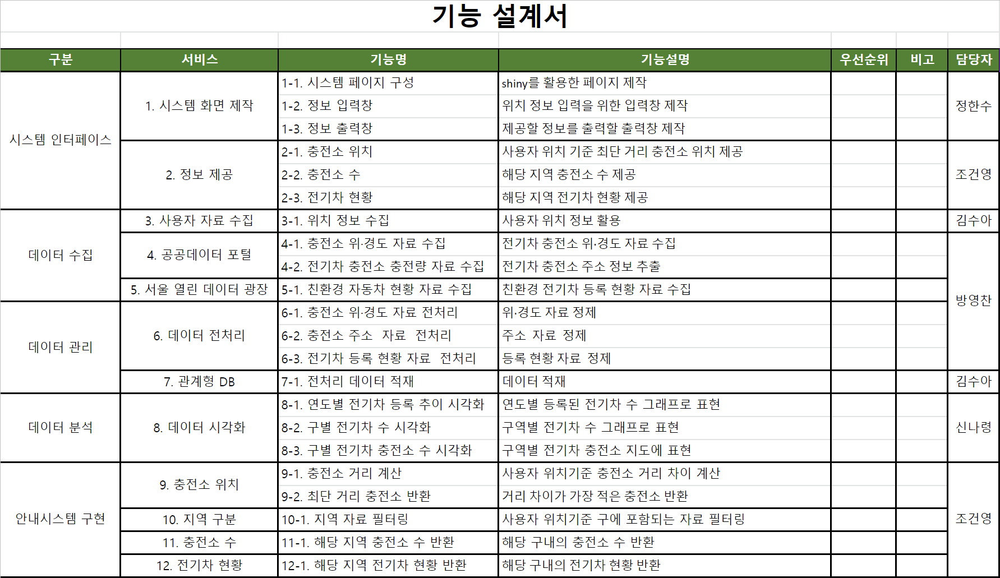 기능 설계서
구분 서비스 기능명 기능설명 우선순위 비고 담당자
시스템 인터페이스 1. 시스템 화면 제작 1-1. 시스템 페이지 구성 shiny를 활용한 페이지 제작 정한수
1-2. 정보 입력창 위치 정보 입력을 위한 입력창 제작
1-3. 정보 출력창 제공할 정보를 출력할 출력창 제작
2. 정보 제공 2-1. 충전소 위치 사용자 위치 기준 최단 거리 충전소 위치 제공 조건영
2-2. 충전소 수 해당 지역 충전소 수 제공
2-3. 전기차 현황 해당 지역 전기차 현황 제공
데이터 수집 3. 사용자 자료 수집 3-1. 위치 정보 수집 사용자 위치 정보 활용 김수아
4. 공공데이터 포털 4-1. 충전소 위·경도 자료 수집 전기차 충전소 위·경도 자료 수집 방영찬
4-2. 전기차 충전소 충전량 자료 수집 전기차 충전소 주소 정보 추출
5. 서울 열린 데이터 광장 5-1. 친환경 자동차 현황 자료 수집 친환경 전기차 등록 현황 자료 수집
데이터 관리 6. 데이터 전처리 6-1. 충전소 위·경도 자료 전처리 위·경도 자료 정제
6-2. 충전소 주소 자료 전처리 주소 자료 정제
6-3. 전기차 등록 현황 자료 전처리 등록 현황 자료 정제
7. 관계형 DB 7-1. 전처리 데이터 적재 데이터 적재 김수아
데이터 분석 8. 데이터 시각화 8-1. 연도별 전기차 등록 추이 시각화 연도별 등록된 전기차 수 그래프로 표현 신나령
8-2. 구별 전기차 수 시각화 구역별 전기차 수 그래프로 표현
8-3. 구별 전기차 충전소 수 시각화 구역별 전기차 충전소 지도에 표현
안내시스템 구현 9. 충전소 위치 9-1. 충전소 거리 계산 사용자 위치기준 충전소 거리 차이 계산 조건영
9-2. 최단 거리 충전소 반환 거리 차이가 가장 적은 충전소 반환
10. 지역 구분 10-1. 지역 자료 필터링 사용자 위치기준 구에 포함되는 자료 필터링
11. 충전소 수 11-1. 해당 지역 충전소 수 반환 해당 구내의 충전소 수 반환
12. 전기차 현황 12-1. 해당 지역 전기차 현황 반환 해당 구내의 전기차 현황 반환